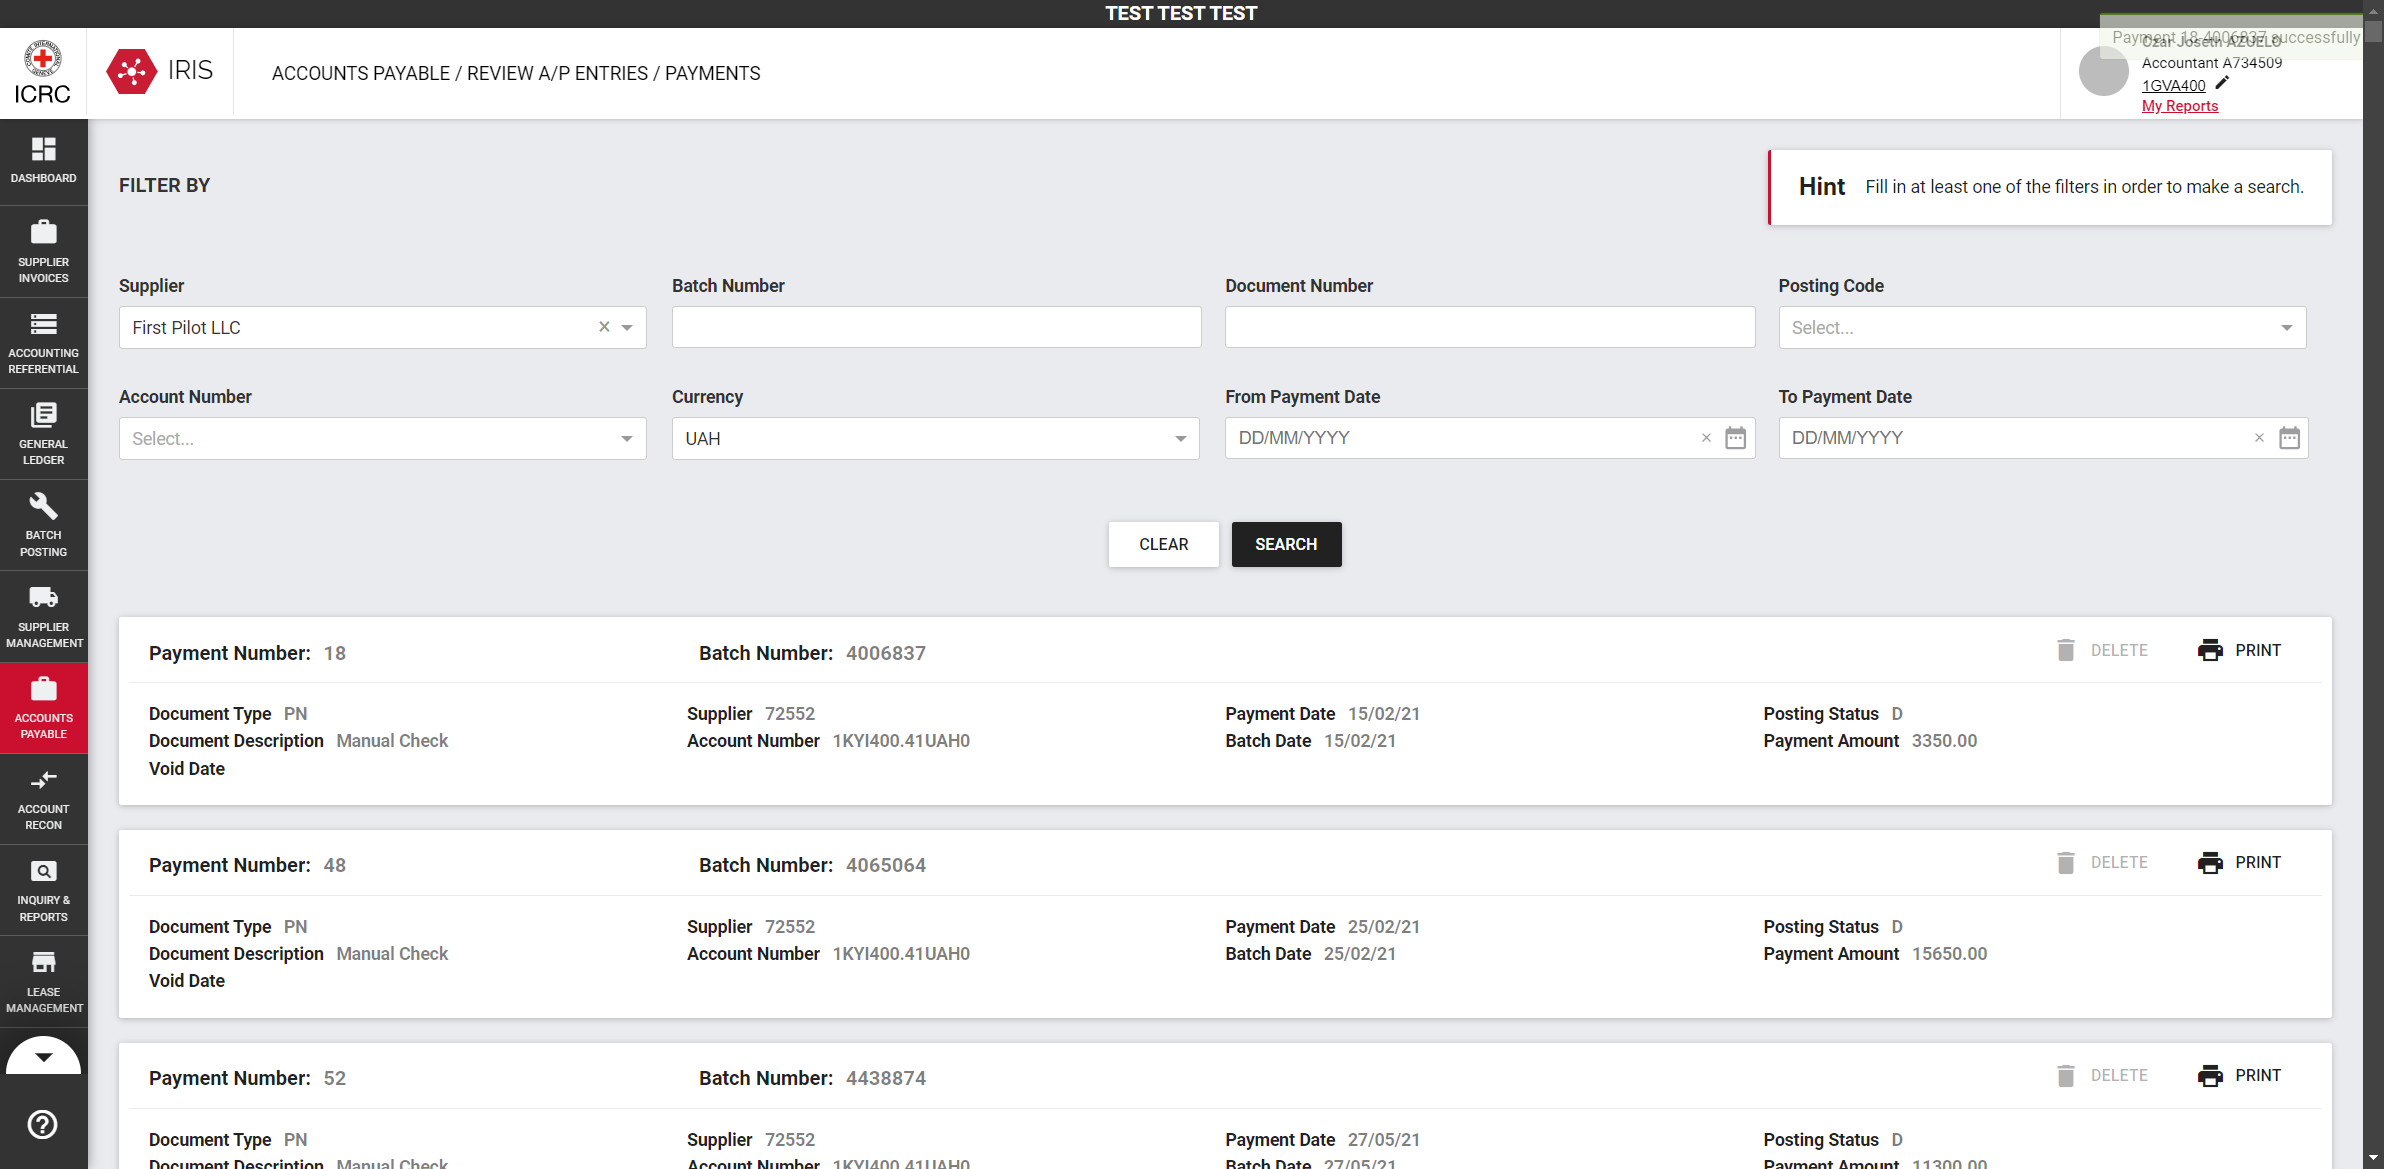 TEST TEST TEST
ICRC
IRIS
ACCOUNTS PAYABLE / REVIEW A/P ENTRIES / PAYMENTS
Payment 18-4006837 successfully
Czar Joseth AZUELO
Accountant A734509
1GVA400
My Reports
DASHBOARD
SUPPLIER
INVOICES
ACCOUNTING
REFERENTIAL
GENERAL
LEDGER
BATCH
POSTING
SUPPLIER
MANAGEMENT
ACCOUNTS
PAYABLE
ACCOUNT
RECON
INQUIRY &
REPORTS
LEASE
MANAGEMENT
FILTER BY
Hint Fill in at least one of the filters in order to make a search.
Supplier Batch Number Document Number Posting Code
First Pilot LLC Select...
Account Number Currency From Payment Date To Payment Date
Select... UAH DD/MM/YYYY DD/MM/YYYY
CLEAR SEARCH
Payment Number: 18 Batch Number: 4006837 DELETE PRINT
Document Type PN Supplier 72552 Payment Date 15/02/21 Posting Status D
Document Description Manual Check Account Number 1KYI400.41UAH0 Batch Date 15/02/21 Payment Amount 3350.00
Void Date
Payment Number: 48 Batch Number: 4065064 DELETE PRINT
Document Type PN Supplier 72552 Payment Date 25/02/21 Posting Status D
Document Description Manual Check Account Number 1KYI400.41UAH0 Batch Date 25/02/21 Payment Amount 15650.00
Void Date
Payment Number: 52 Batch Number: 4438874 DELETE PRINT
Document Type PN Supplier 72552 Payment Date 27/05/21 Posting Status D
Document Description Manual Check Account Number 1KYI400.41UAH0 Batch Date 27/05/21 Payment Amount 11300.00